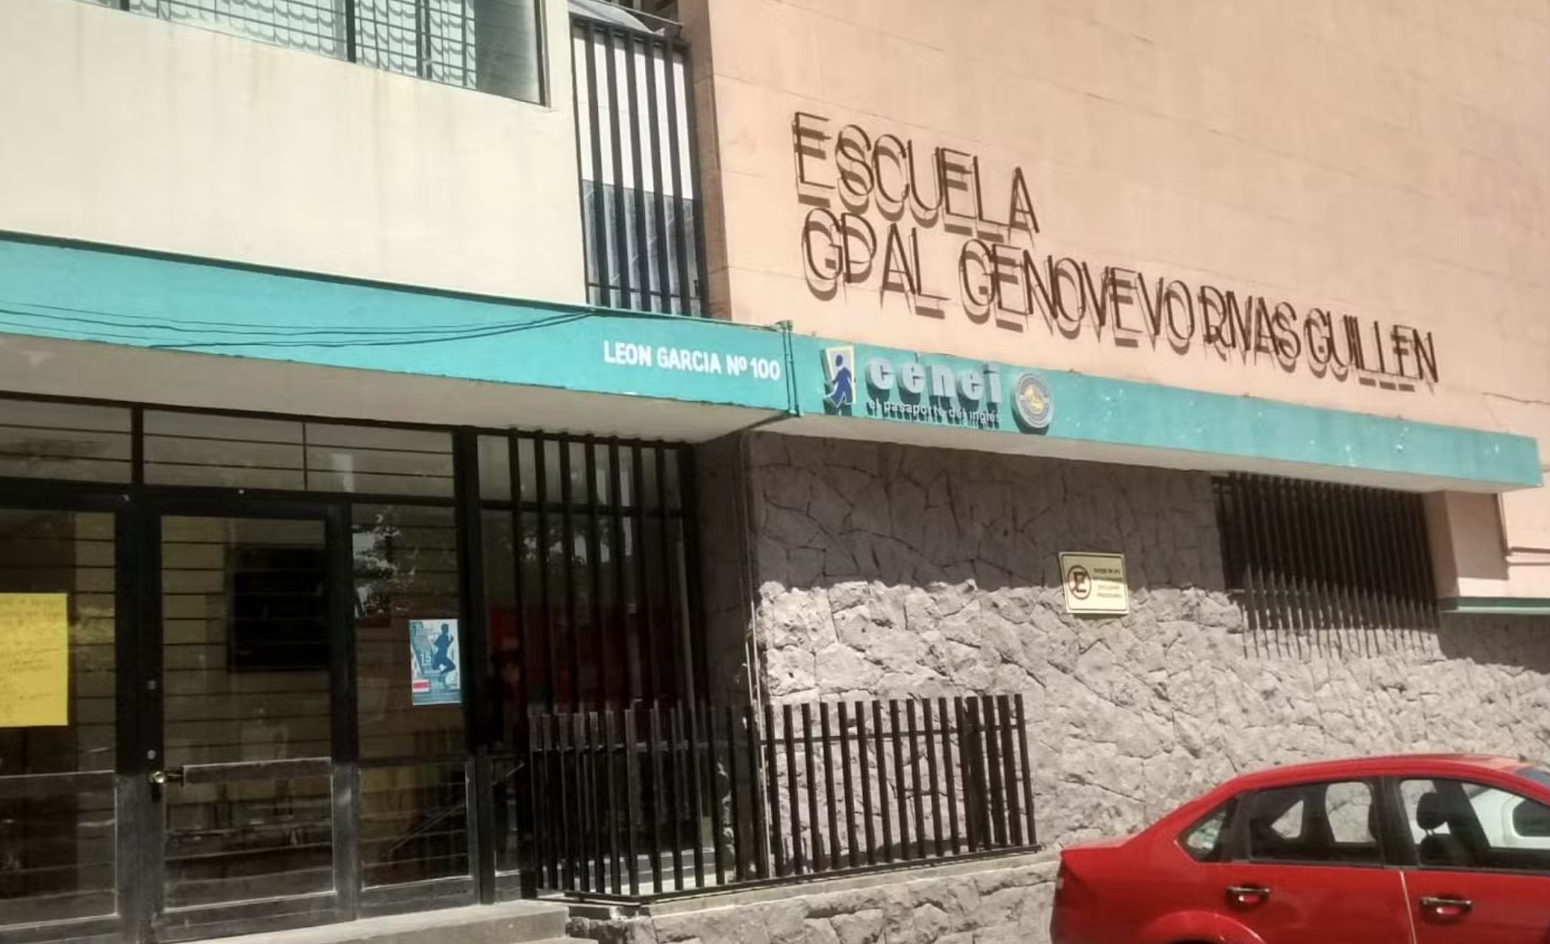 ESCUELA
GRAL GENOVEVO RIVAS GUILLEN
LEON GARCIA Nº 100
cenei
el pasaporte del inglés
E